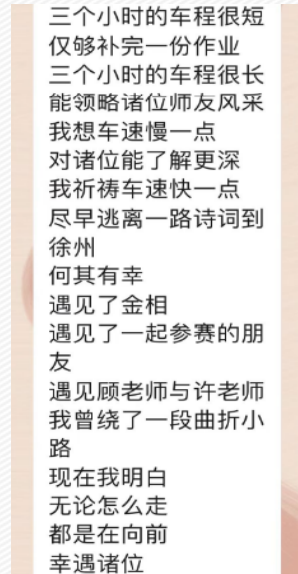 三个小时的车程很短
仅够补完一份作业
三个小时的车程很长
能领略诸位师友风采
我想车速慢一点
对诸位能了解更深
我祈祷车速快一点
尽早逃离一路诗词到
徐州
何其有幸
遇见了金相
遇见了一起参赛的朋
友
遇见顾老师与许老师
我曾绕了一段曲折小
路
现在我明白
无论怎么走
都是在向前
幸遇诸位